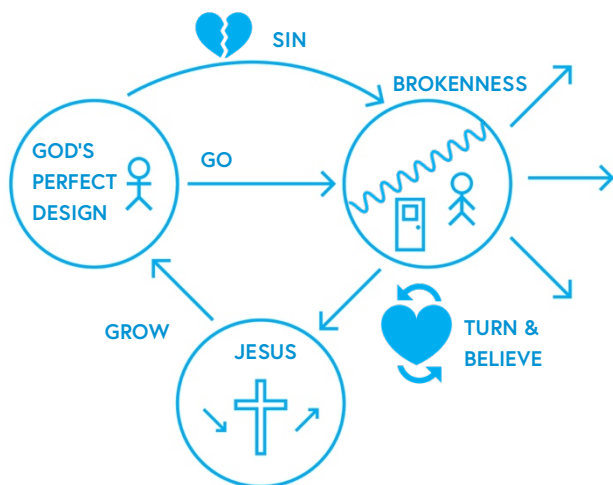 SIN
BROKENNESS
GOD'S
PERFECT
DESIGN
GO
GROW
JESUS
TURN &
BELIEVE